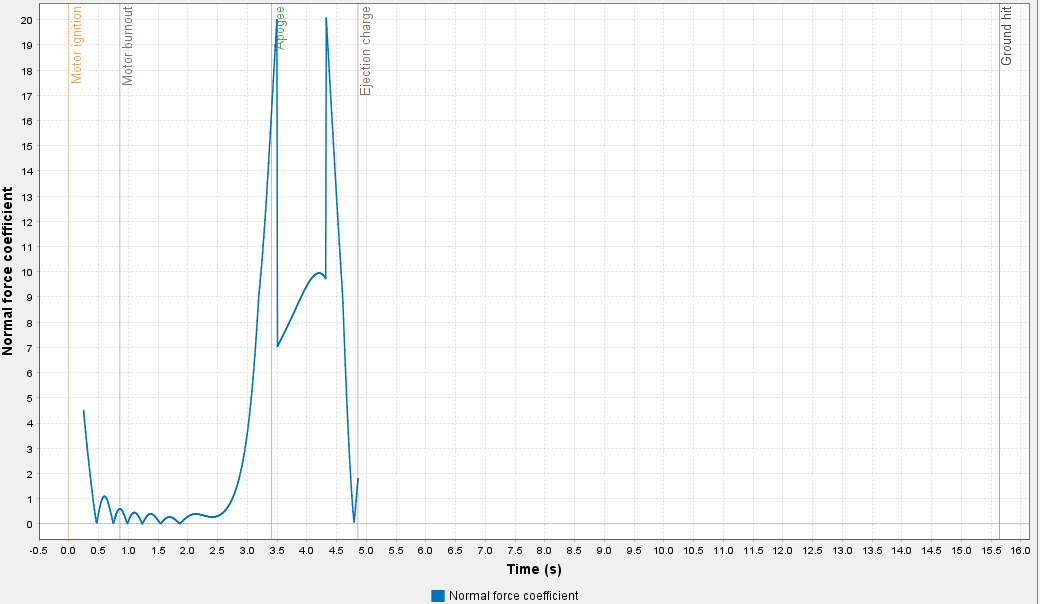 Motor ignition
Motor burnout
Apogee
Ejection charge
Ground hit
Normal force coefficient
20
19
18
17
16
15
14
13
12
11
10
9
8
7
6
5
4
3
2
1
0
-0.5 0.0 0.5 1.0 1.5 2.0 2.5 3.0 3.5 4.0 4.5 5.0 5.5 6.0 6.5 7.0 7.5 8.0 8.5 9.0 9.5 10.0 10.5 11.0 11.5 12.0 12.5 13.0 13.5 14.0 14.5 15.0 15.5 16.0
Time (s)
Normal force coefficient